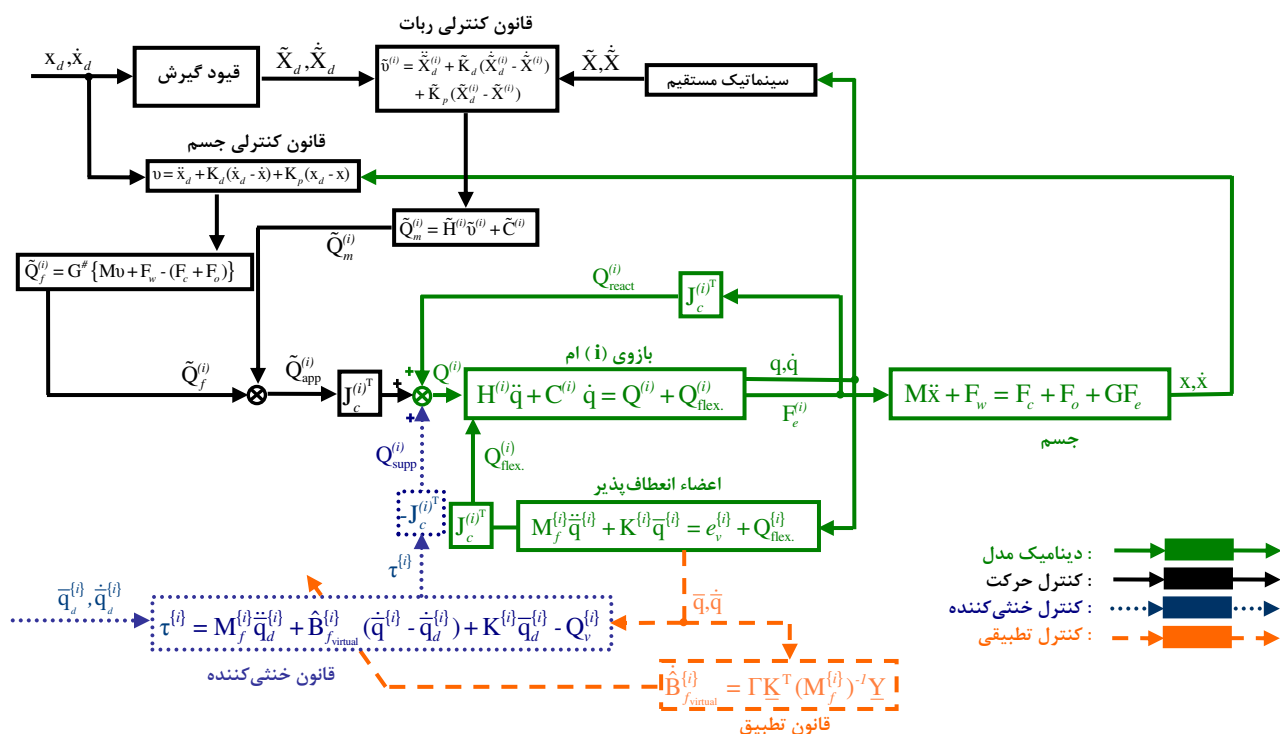 قانون کنترلی ربات
x_d, ẋ_d
قیود گیرش
X̃_d, Ẋ̃_d
ῦ^(i) = Ẍ̃_d^(i) + K̃_d (Ẋ̃_d^(i) - Ẋ̃^(i))
+ K̃_p (X̃_d^(i) - X̃^(i))
X̃, Ẋ̃
سینماتیک مستقیم
قانون کنترلی جسم
υ = ẍ_d + K_d (ẋ_d - ẋ) + K_p (x_d - x)
Q̃_m^(i) = H̃^(i) ῦ^(i) + C̃^(i)
Q̃_m^(i)
Q̃_f^(i) = G^# {Mυ + F_w - (F_c + F_o)}
Q_react^(i)
J_c^(i)T
Q̃_f^(i)
Q̃_app^(i)
J_c^(i)T
+
+
+
Q^(i)
بازوی (i) ام
H^(i) q̈ + C^(i) q̇ = Q^(i) + Q_flex.^(i)
q, q̇
F_e^(i)
Mẍ + F_w = F_c + F_o + GF_e
x, ẋ
جسم
Q_supp^(i)
Q_flex.^{i}
اعضاء انعطاف‌پذیر
-J_c^(i)T
J_c^(i)T
M_f^{i} q̈̅^{i} + K^{i} q̅^{i} = e_v^{i} + Q_flex.^{i}
τ^{i}
q̅_d^{i}, q̇̅_d^{i}
q̅, q̇̅
τ^{i} = M_f^{i} q̈̅_d^{i} + B̂_f_virtual^{i} (q̇̅^{i} - q̇̅_d^{i}) + K^{i} q̅_d^{i} - Q_v^{i}
قانون خنثی‌کننده
Ḃ̂_f_virtual^{i} = ΓK̲^T (M_f^{i})^-1 Y̲
قانون تطبیق
: دینامیک مدل
: کنترل حرکت
: کنترل خنثی‌کننده
: کنترل تطبیقی